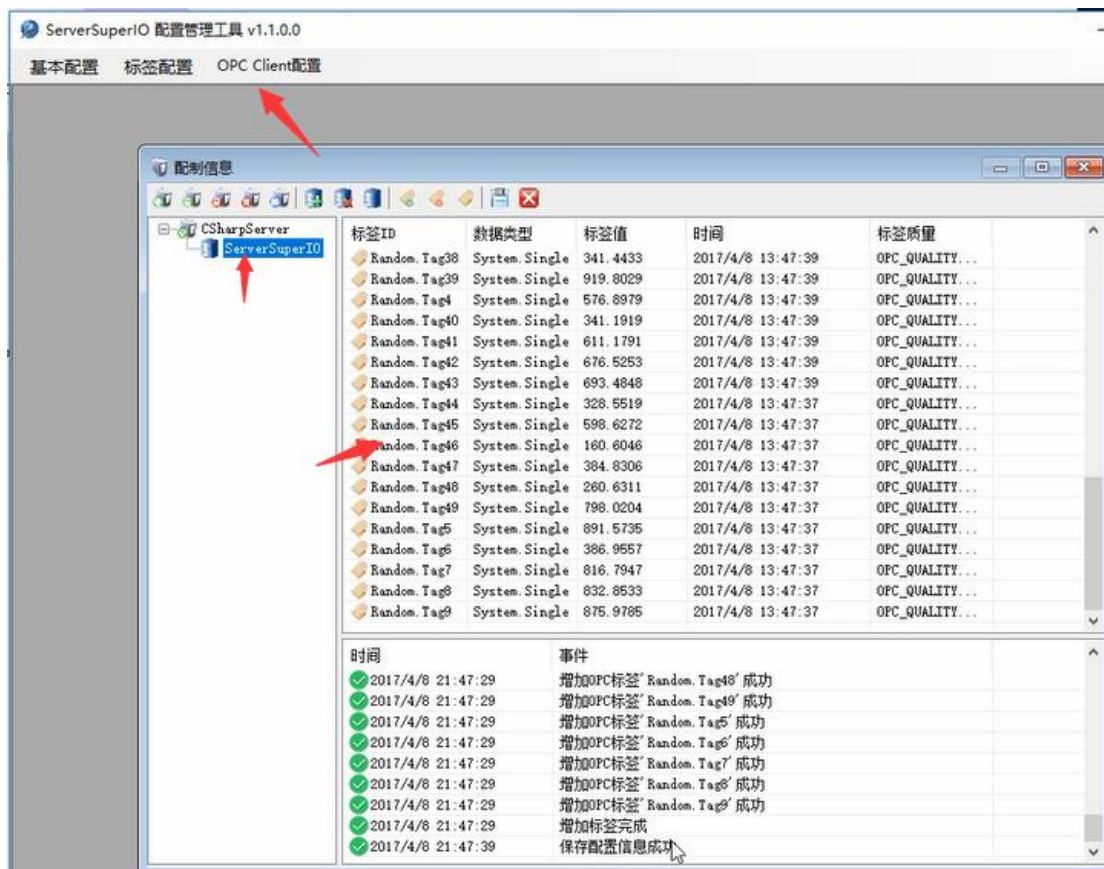 ServerSuperIO 配置管理工具 v1.1.0.0
基本配置 标签配置 OPC Client配置
配制信息
CSharpServer
ServerSuperIO
标签ID 数据类型 标签值 时间 标签质量
Random.Tag38 System.Single 341.4433 2017/4/8 13:47:39 OPC_QUALITY...
Random.Tag39 System.Single 919.8029 2017/4/8 13:47:39 OPC_QUALITY...
Random.Tag4 System.Single 576.8979 2017/4/8 13:47:39 OPC_QUALITY...
Random.Tag40 System.Single 341.1919 2017/4/8 13:47:39 OPC_QUALITY...
Random.Tag41 System.Single 611.1791 2017/4/8 13:47:39 OPC_QUALITY...
Random.Tag42 System.Single 676.5253 2017/4/8 13:47:39 OPC_QUALITY...
Random.Tag43 System.Single 693.4848 2017/4/8 13:47:39 OPC_QUALITY...
Random.Tag44 System.Single 328.5519 2017/4/8 13:47:37 OPC_QUALITY...
Random.Tag45 System.Single 598.6272 2017/4/8 13:47:37 OPC_QUALITY...
Random.Tag46 System.Single 160.6046 2017/4/8 13:47:37 OPC_QUALITY...
Random.Tag47 System.Single 384.8306 2017/4/8 13:47:37 OPC_QUALITY...
Random.Tag48 System.Single 260.6311 2017/4/8 13:47:37 OPC_QUALITY...
Random.Tag49 System.Single 798.0204 2017/4/8 13:47:37 OPC_QUALITY...
Random.Tag5 System.Single 891.5735 2017/4/8 13:47:37 OPC_QUALITY...
Random.Tag6 System.Single 386.9557 2017/4/8 13:47:37 OPC_QUALITY...
Random.Tag7 System.Single 816.7947 2017/4/8 13:47:37 OPC_QUALITY...
Random.Tag8 System.Single 832.8533 2017/4/8 13:47:37 OPC_QUALITY...
Random.Tag9 System.Single 875.9785 2017/4/8 13:47:37 OPC_QUALITY...
时间 事件
2017/4/8 21:47:29 增加OPC标签'Random.Tag48'成功
2017/4/8 21:47:29 增加OPC标签'Random.Tag49'成功
2017/4/8 21:47:29 增加OPC标签'Random.Tag5'成功
2017/4/8 21:47:29 增加OPC标签'Random.Tag6'成功
2017/4/8 21:47:29 增加OPC标签'Random.Tag7'成功
2017/4/8 21:47:29 增加OPC标签'Random.Tag8'成功
2017/4/8 21:47:29 增加OPC标签'Random.Tag9'成功
2017/4/8 21:47:29 增加标签完成
2017/4/8 21:47:39 保存配置信息成功